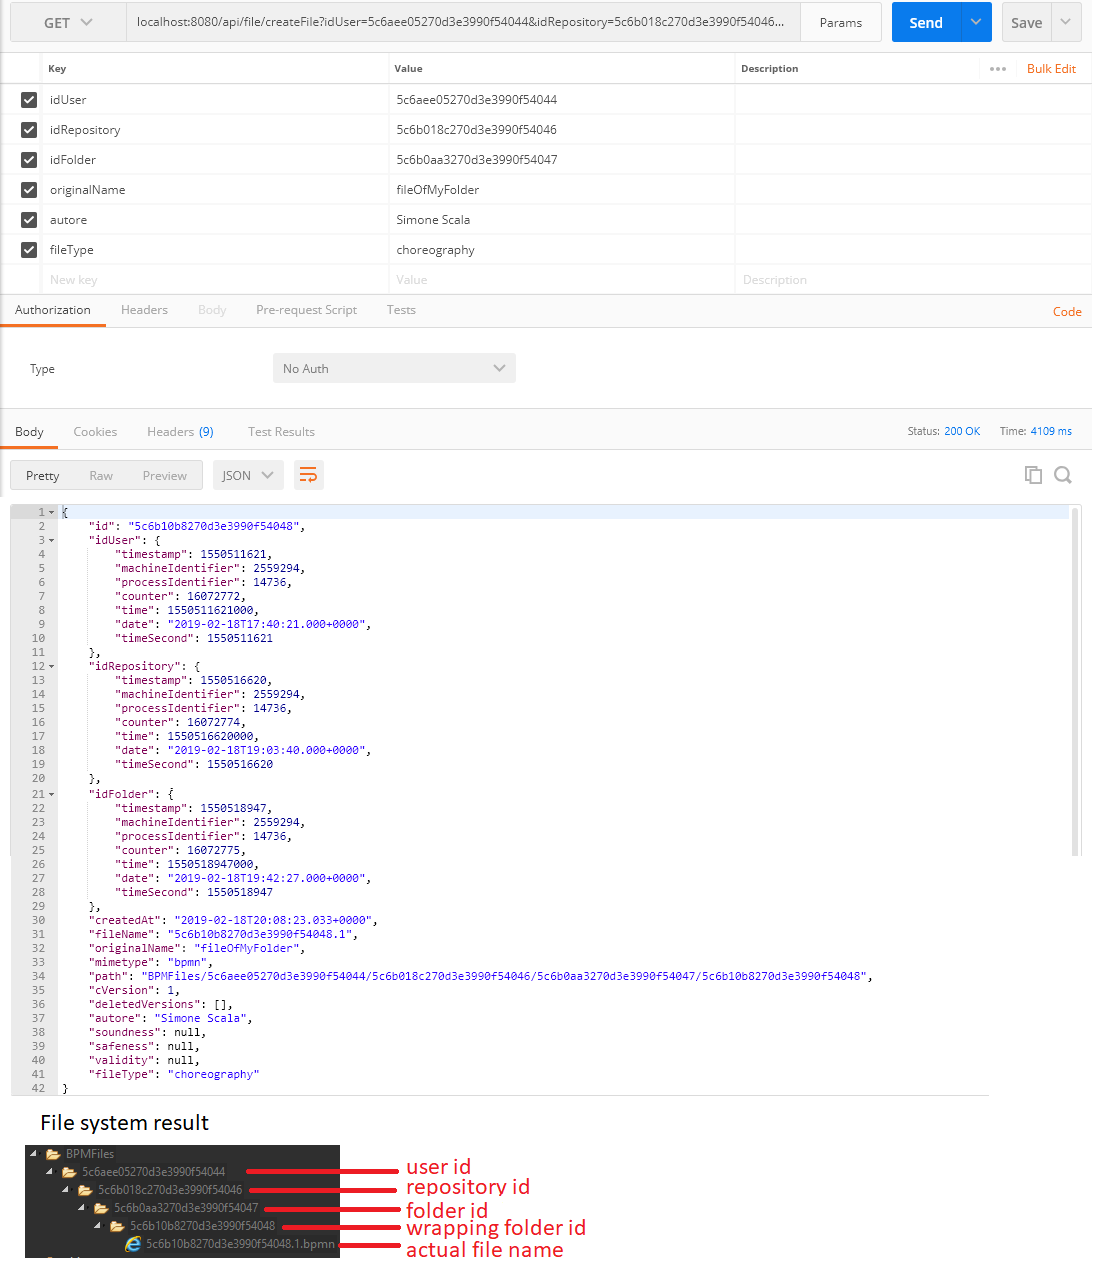 GET localhost:8080/api/file/createFile?idUser=5c6aee05270d3e3990f54044&idRepository=5c6b018c270d3e3990f54046... Params Send Save
Key Value Description Bulk Edit
idUser 5c6aee05270d3e3990f54044
idRepository 5c6b018c270d3e3990f54046
idFolder 5c6b0aa3270d3e3990f54047
originalName fileOfMyFolder
autore Simone Scala
fileType choreography
New key Value Description
Authorization Headers Body Pre-request Script Tests Code
Type No Auth
Body Cookies Headers (9) Test Results Status: 200 OK Time: 4109 ms
Pretty Raw Preview JSON
1 {
2 "id": "5c6b10b8270d3e3990f54048",
3 "idUser": {
4 "timestamp": 1550511621,
5 "machineIdentifier": 2559294,
6 "processIdentifier": 14736,
7 "counter": 16072772,
8 "time": 1550511621000,
9 "date": "2019-02-18T17:40:21.000+0000",
10 "timeSecond": 1550511621
11 },
12 "idRepository": {
13 "timestamp": 1550516620,
14 "machineIdentifier": 2559294,
15 "processIdentifier": 14736,
16 "counter": 16072774,
17 "time": 1550516620000,
18 "date": "2019-02-18T19:03:40.000+0000",
19 "timeSecond": 1550516620
20 },
21 "idFolder": {
22 "timestamp": 1550518947,
23 "machineIdentifier": 2559294,
24 "processIdentifier": 14736,
25 "counter": 16072775,
26 "time": 1550518947000,
27 "date": "2019-02-18T19:42:27.000+0000",
28 "timeSecond": 1550518947
29 },
30 "createdAt": "2019-02-18T20:08:23.033+0000",
31 "fileName": "5c6b10b8270d3e3990f54048.1",
32 "originalName": "fileOfMyFolder",
33 "mimetype": "bpmn",
34 "path": "BPMFiles/5c6aee05270d3e3990f54044/5c6b018c270d3e3990f54046/5c6b0aa3270d3e3990f54047/5c6b10b8270d3e3990f54048",
35 "cVersion": 1,
36 "deletedVersions": [],
37 "autore": "Simone Scala",
38 "soundness": null,
39 "safeness": null,
40 "validity": null,
41 "fileType": "choreography"
42 }
File system result
BPMFiles
5c6aee05270d3e3990f54044 user id
5c6b018c270d3e3990f54046 repository id
5c6b0aa3270d3e3990f54047 folder id
5c6b10b8270d3e3990f54048 wrapping folder id
5c6b10b8270d3e3990f54048.1.bpmn actual file name